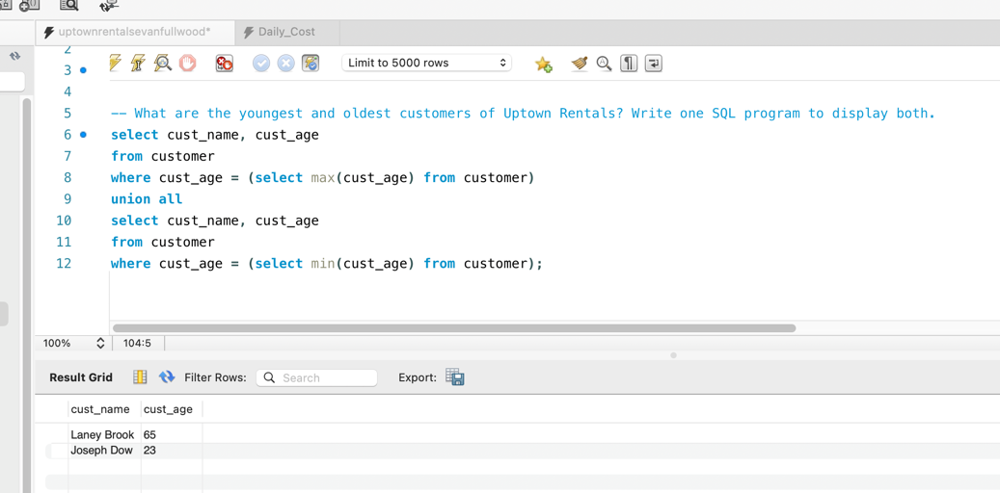 uptownrentalsevanfullwood*
Daily_Cost
2
3
Limit to 5000 rows
4
5 -- What are the youngest and oldest customers of Uptown Rentals? Write one SQL program to display both.
6 select cust_name, cust_age
7 from customer
8 where cust_age = (select max(cust_age) from customer)
9 union all
10 select cust_name, cust_age
11 from customer
12 where cust_age = (select min(cust_age) from customer);
100% 104:5
Result Grid Filter Rows: Search Export:
cust_name cust_age
Laney Brook 65
Joseph Dow 23